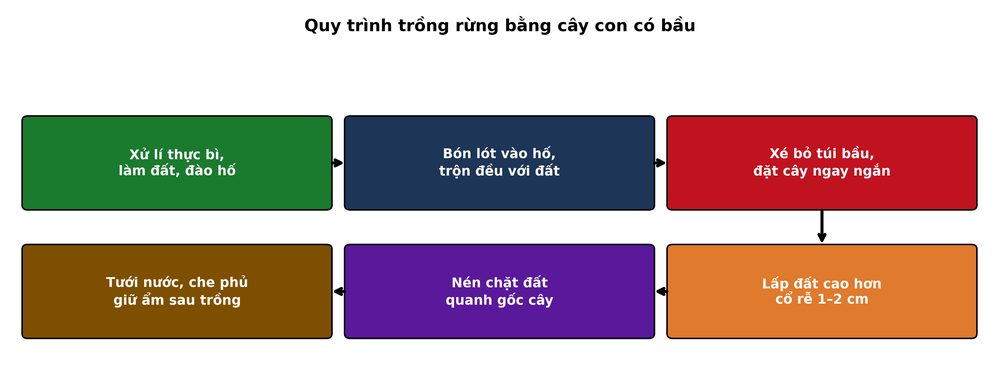 Quy trình trồng rừng bằng cây con có bầu
Xử lí thực bì,
làm đất, đào hố
Bón lót vào hố,
trộn đều với đất
Xé bỏ túi bầu,
đặt cây ngay ngắn
Lấp đất cao hơn
cổ rễ 1–2 cm
Nén chặt đất
quanh gốc cây
Tưới nước, che phủ
giữ ẩm sau trồng